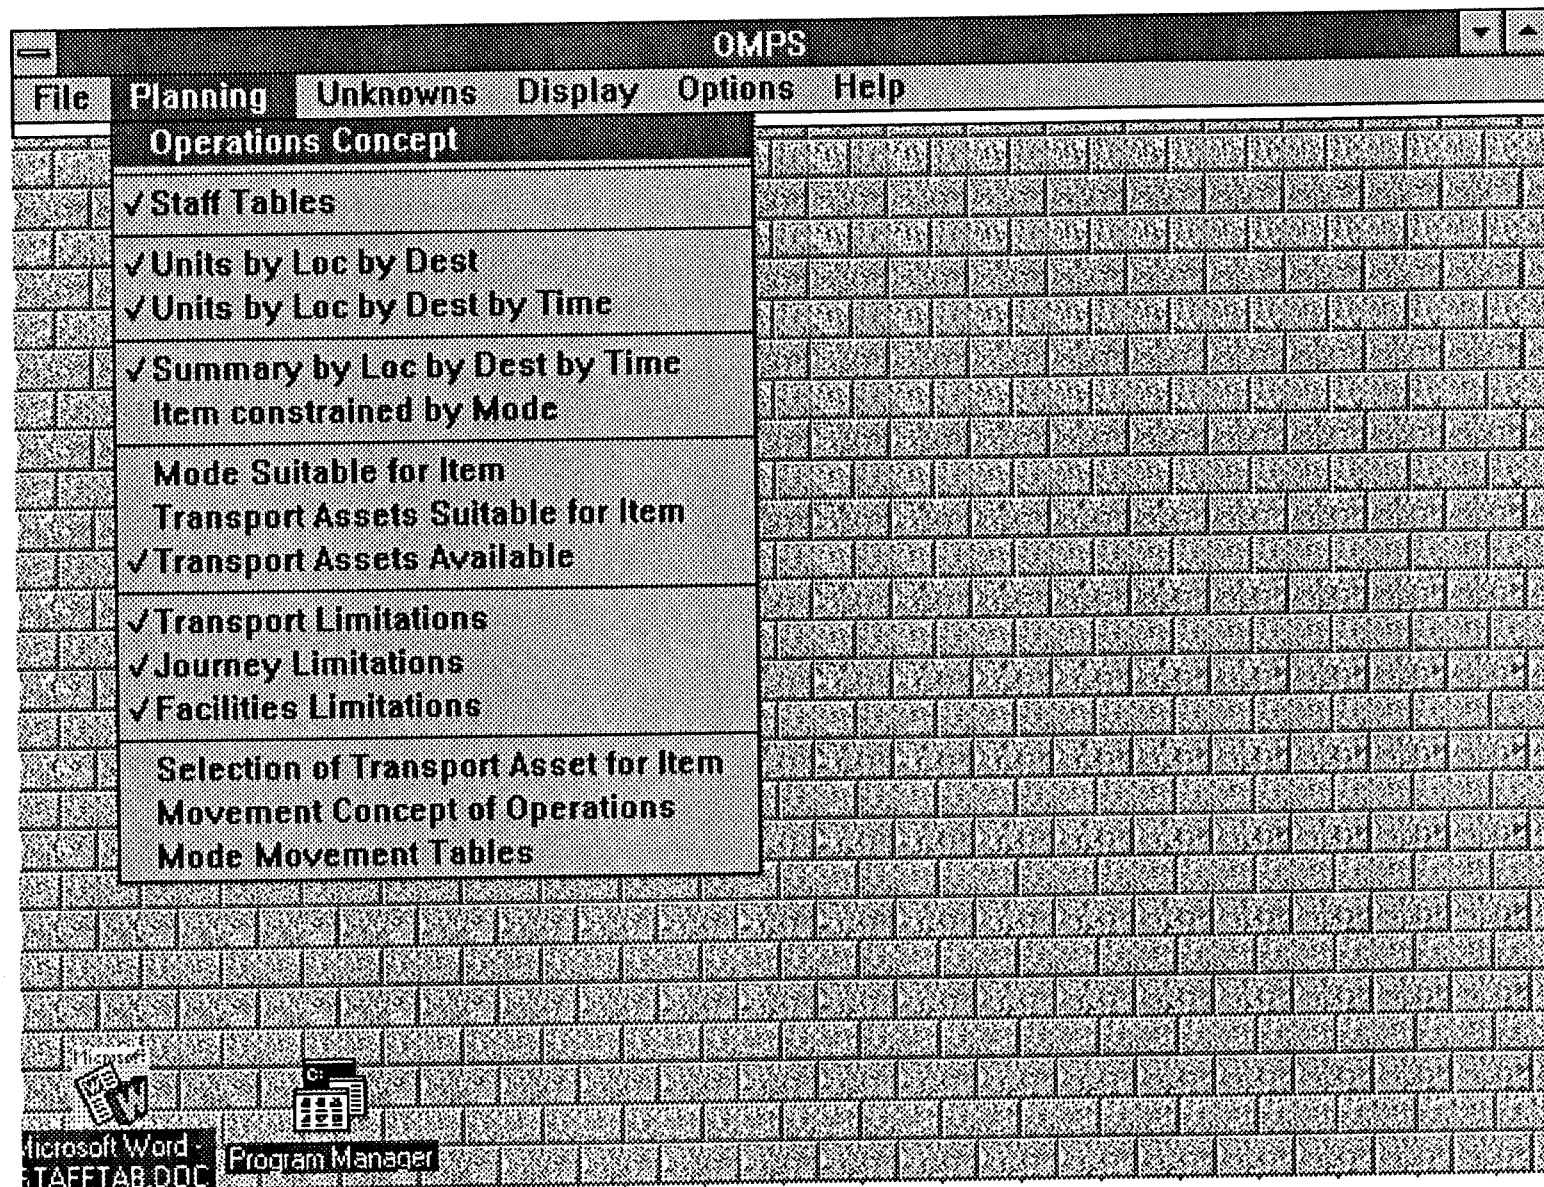 OMPS
File Planning Unknowns Display Options Help
Operations Concept
✓Staff Tables
✓Units by Loc by Dest
✓Units by Loc by Dest by Time
✓Summary by Loc by Dest by Time
Item constrained by Mode
Mode Suitable for Item
Transport Assets Suitable for Item
✓Transport Assets Available
✓Transport Limitations
✓Journey Limitations
✓Facilities Limitations
Selection of Transport Asset for Item
Movement Concept of Operations
Mode Movement Tables
Microsoft
C:
Microsoft Word
Program Manager
STAFFTAB.DOC